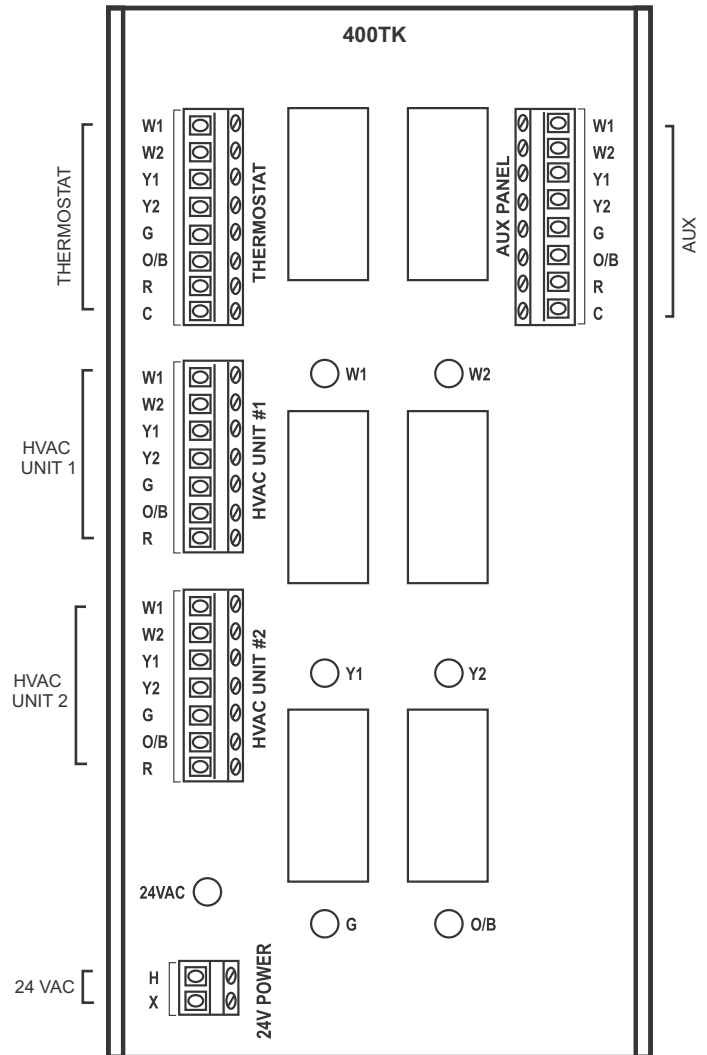 400TK
THERMOSTAT
W1
W2
Y1
Y2
G
O/B
R
C
THERMOSTAT
AUX PANEL
W1
W2
Y1
Y2
G
O/B
R
C
AUX
HVAC
UNIT 1
W1
W2
Y1
Y2
G
O/B
R
HVAC UNIT #1
W1
W2
HVAC
UNIT 2
W1
W2
Y1
Y2
G
O/B
R
HVAC UNIT #2
Y1
Y2
24VAC
G
O/B
24 VAC
H
X
24V POWER